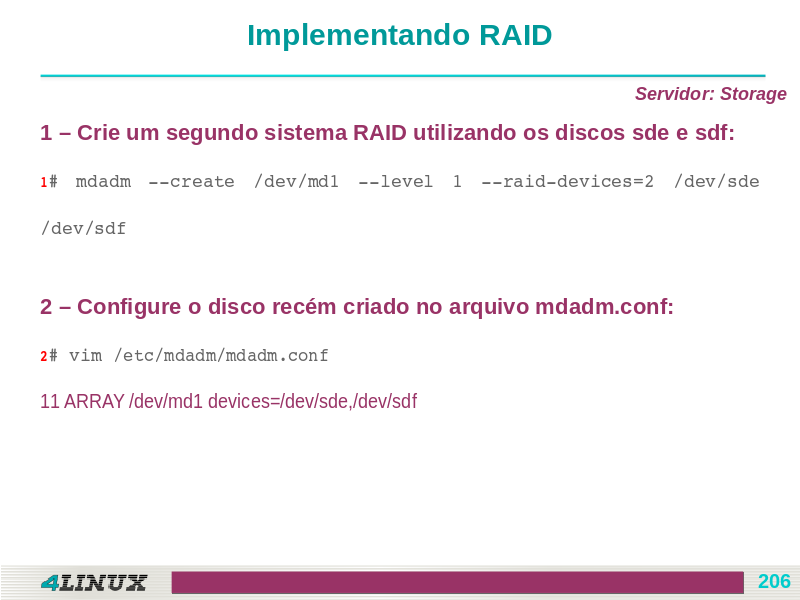 Implementando RAID
Servidor: Storage
1 – Crie um segundo sistema RAID utilizando os discos sde e sdf:
1# mdadm --create /dev/md1 --level 1 --raid-devices=2 /dev/sde
/dev/sdf
2 – Configure o disco recém criado no arquivo mdadm.conf:
2# vim /etc/mdadm/mdadm.conf
11 ARRAY /dev/md1 devices=/dev/sde,/dev/sdf
4LINUX
206